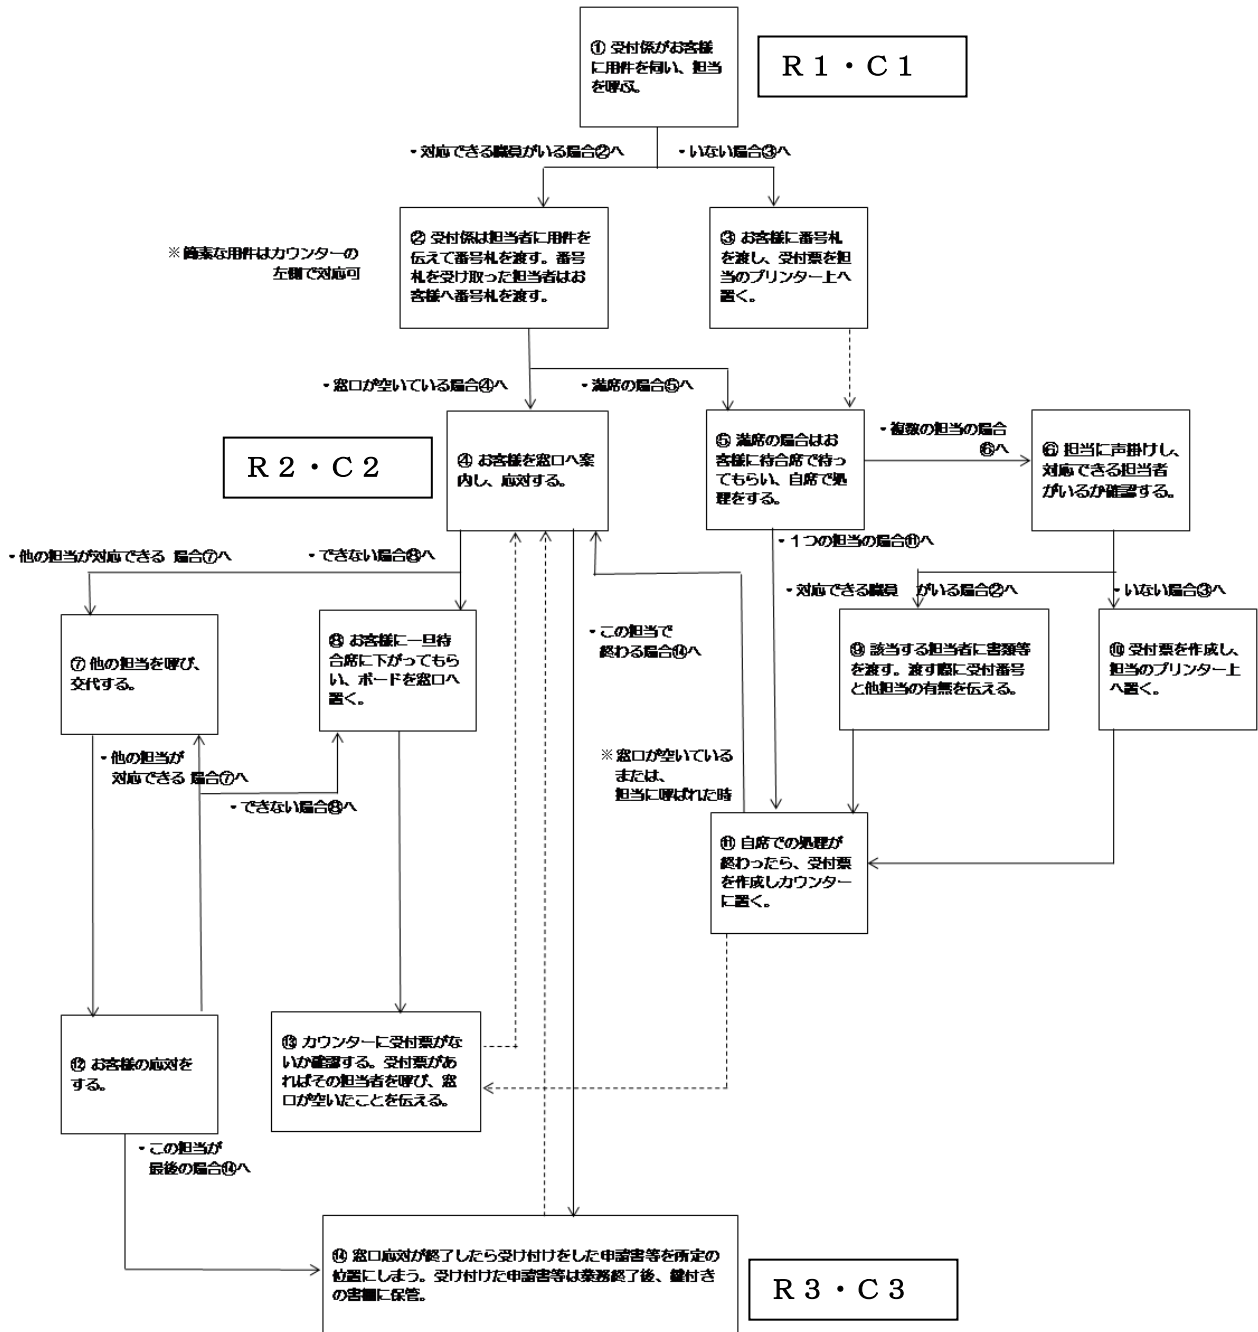 ① 受付係がお客様
に用件を伺い、担当
を呼ぶ。
R1・C1
・対応できる職員がいる場合②へ
・いない場合③へ
※簡素な用件はカウンターの
左側で対応可
② 受付係は担当者に用件を
伝えて番号札を渡す。番号
札を受け取った担当者はお
客様へ番号札を渡す。
③ お客様に番号札
を渡し、受付票を担
当のプリンター上へ
置く。
・窓口が空いている場合④へ
・満席の場合⑤へ
R2・C2
④ お客様を窓口へ案
内し、応対する。
⑤ 満席の場合はお
客様に待合席で待っ
てもらい、自席で処
理をする。
・複数の担当の場合
⑥へ
⑥ 担当に声掛けし、
対応できる担当者
がいるか確認する。
・他の担当が対応できる 場合⑦へ
・できない場合⑧へ
・1つの担当の場合⑪へ
・対応できる職員 がいる場合②へ
・いない場合③へ
⑦ 他の担当を呼び、
交代する。
⑧ お客様に一旦待
合席に下がってもら
い、ボードを窓口へ
置く。
・この担当で
終わる場合⑭へ
⑨ 該当する担当者に書類等
を渡す。渡す際に受付番号
と他担当の有無を伝える。
⑩ 受付票を作成し、
担当のプリンター上
へ置く。
・他の担当が
対応できる 場合⑦へ
・できない場合⑧へ
※窓口が空いている
または、
担当に呼ばれた時
⑪ 自席での処理が
終わったら、受付票
を作成しカウンター
に置く。
⑫ お客様の応対を
する。
⑬ カウンターに受付票がな
いか確認する。受付票があ
ればその担当者を呼び、窓
口が空いたことを伝える。
・この担当が
最後の場合⑭へ
⑭ 窓口応対が終了したら受け付けをした申請書等を所定の
位置にしまう。受け付けた申請書等は業務終了後、鍵付き
の書棚に保管。
R3・C3